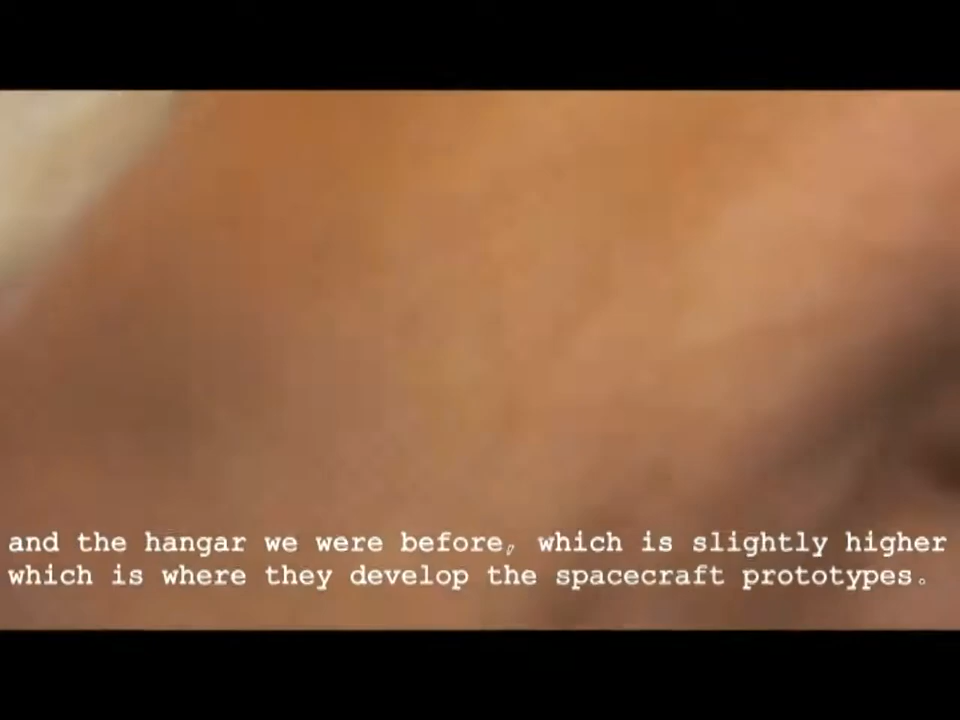 and the hangar we were before, which is slightly higher
which is where they develop the spacecraft prototypes.